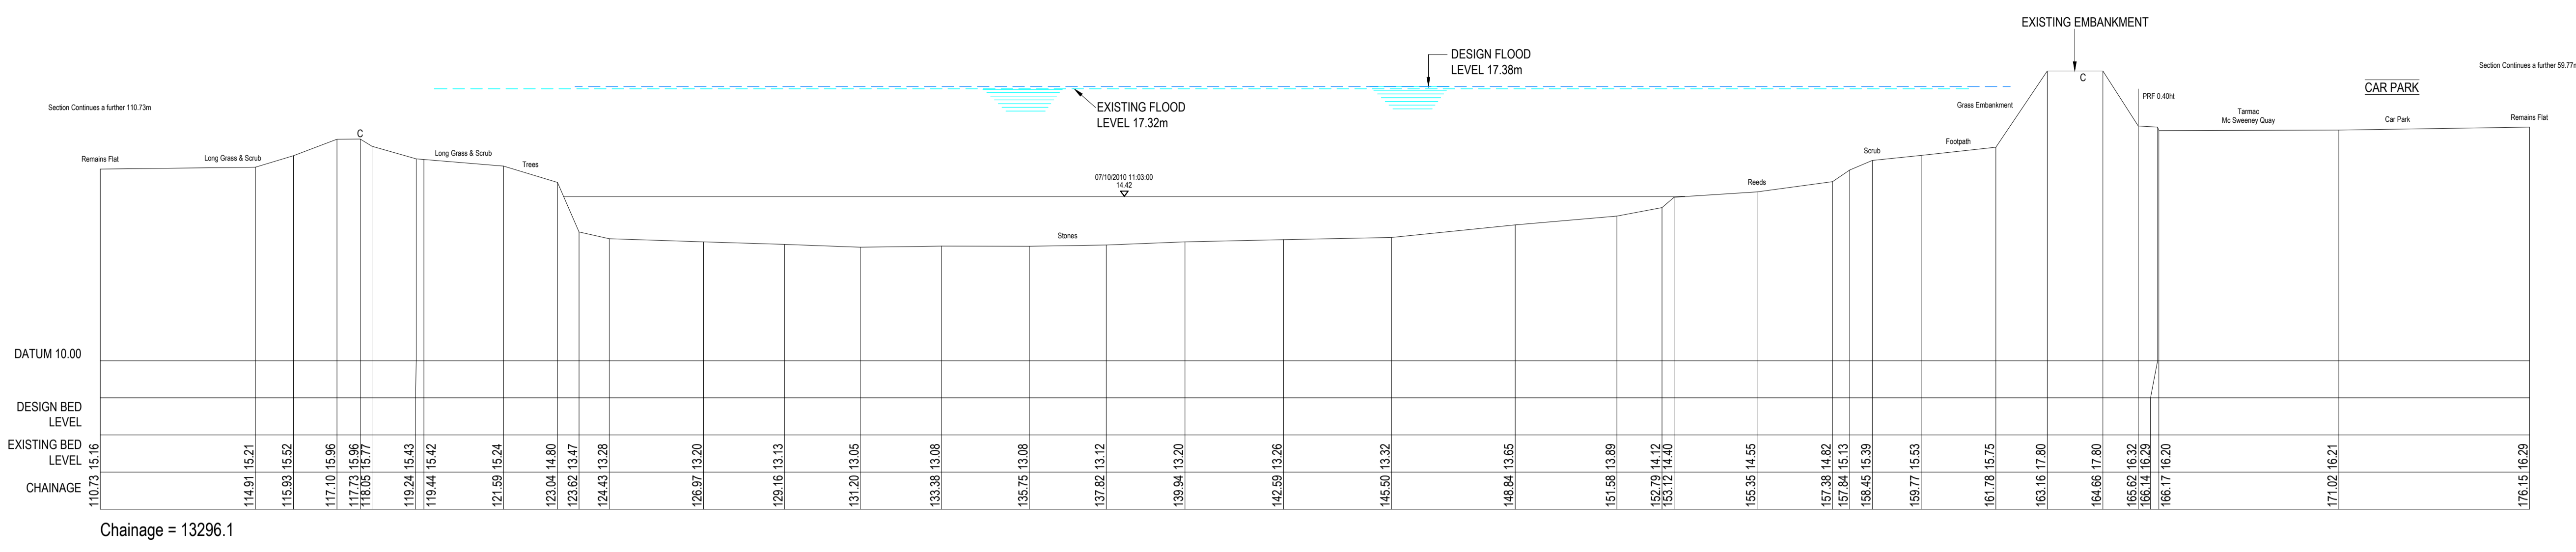 EXISTING EMBANKMENT
DESIGN FLOOD
LEVEL 17.38m
Section Continues a further 59.77m
C
CAR PARK
PRF 0.40ht
Section Continues a further 110.73m
EXISTING FLOOD
LEVEL 17.32m
Grass Embankment
Tarmac
Mc Sweeney Quay
Car Park
Remains Flat
C
Remains Flat
Long Grass & Scrub
Long Grass & Scrub
Trees
Footpath
Scrub
07/10/2010 11:03:00
14.42
Reeds
Stones
DATUM 10.00
DESIGN BED
LEVEL
EXISTING BED
LEVEL
15.16 15.21 15.52 15.96 15.96 15.77 15.43 15.42 15.24 14.80 13.47 13.28 13.20 13.13 13.05 13.08 13.08 13.12 13.20 13.26 13.32 13.65 13.89 14.12 14.40 14.55 14.82 15.13 15.39 15.53 15.75 17.80 17.80 16.32 16.29 16.20 16.21 16.29
CHAINAGE
110.73 114.91 115.93 117.10 117.73 118.05 119.24 119.44 121.59 123.04 123.62 124.43 126.97 129.16 131.20 133.38 135.75 137.82 139.94 142.59 145.50 148.84 151.58 152.79 153.12 155.35 157.38 157.84 158.45 159.77 161.78 163.16 164.66 165.62 166.14 166.17 171.02 176.15
Chainage = 13296.1